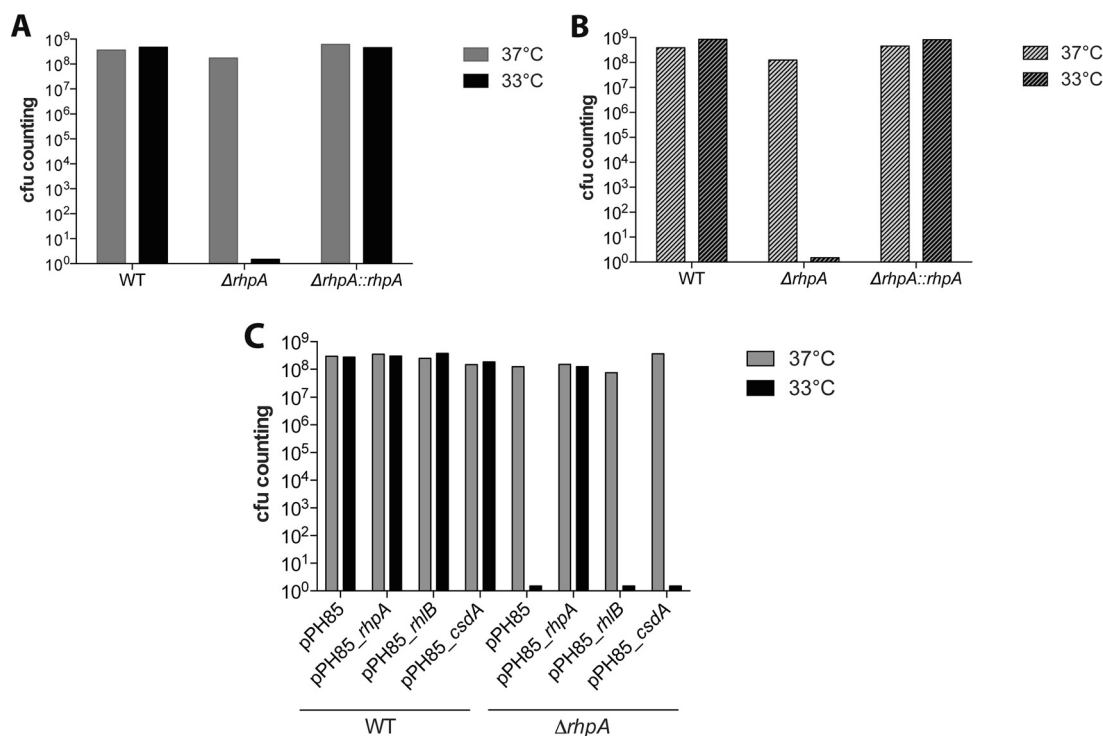 A
cfu counting
10⁹
10⁸
10⁷
10⁶
10⁵
10⁴
10³
10²
10¹
10⁰
WT
ΔrhpA
ΔrhpA::rhpA
37°C
33°C
B
cfu counting
10⁹
10⁸
10⁷
10⁶
10⁵
10⁴
10³
10²
10¹
10⁰
WT
ΔrhpA
ΔrhpA::rhpA
37°C
33°C
C
cfu counting
10⁹
10⁸
10⁷
10⁶
10⁵
10⁴
10³
10²
10¹
10⁰
pPH85
pPH85_rhpA
pPH85_rhlB
pPH85_csdA
pPH85
pPH85_rhpA
pPH85_rhlB
pPH85_csdA
WT
ΔrhpA
37°C
33°C